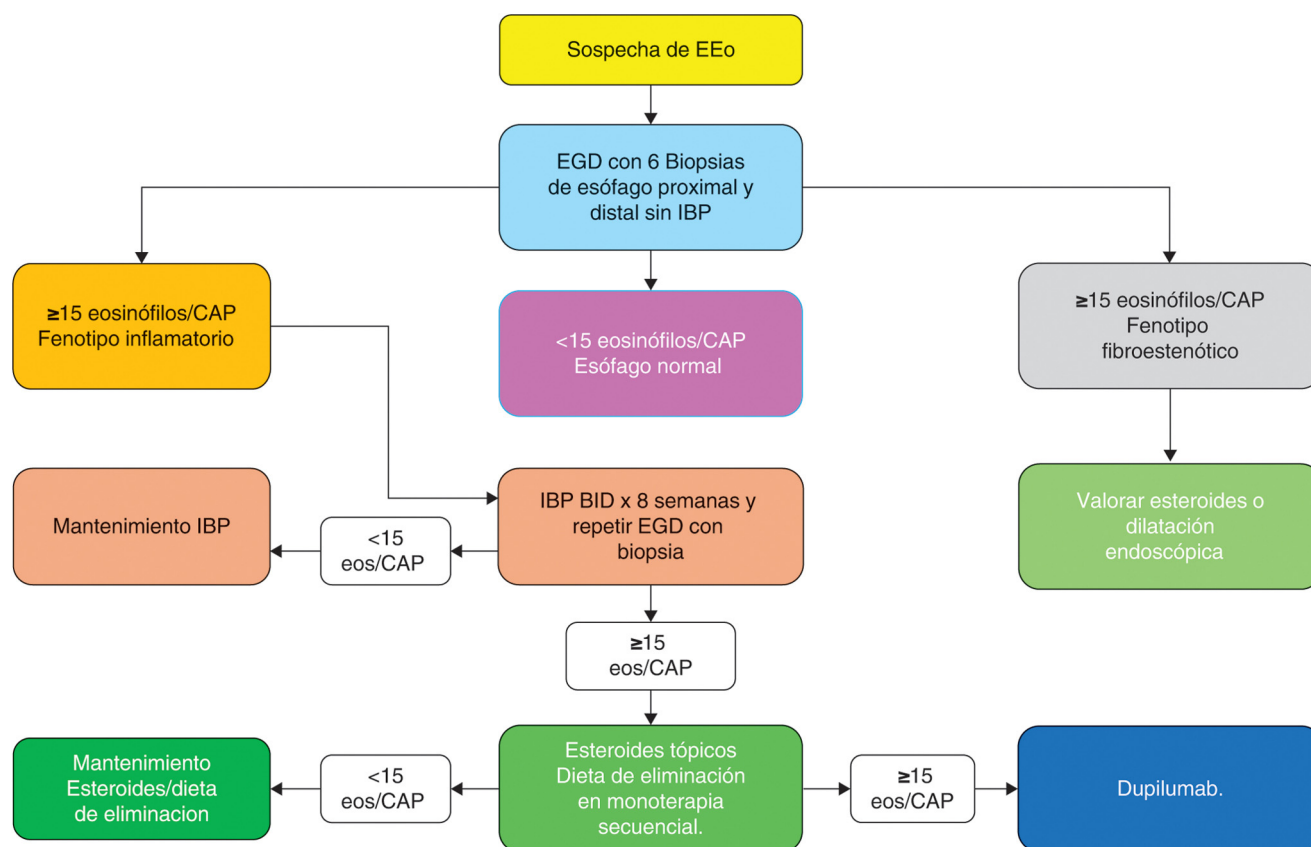 Sospecha de EEo
EGD con 6 Biopsias
de esófago proximal y
distal sin IBP
≥15 eosinófilos/CAP
Fenotipo inflamatorio
<15 eosinófilos/CAP
Esófago normal
≥15 eosinófilos/CAP
Fenotipo
fibroestenótico
Mantenimiento IBP
<15
eos/CAP
IBP BID x 8 semanas y
repetir EGD con
biopsia
Valorar esteroides o
dilatación
endoscópica
≥15
eos/CAP
Mantenimiento
Esteroides/dieta
de eliminacion
<15
eos/CAP
Esteroides tópicos
Dieta de eliminación
en monoterapia
secuencial.
≥15
eos/CAP
Dupilumab.